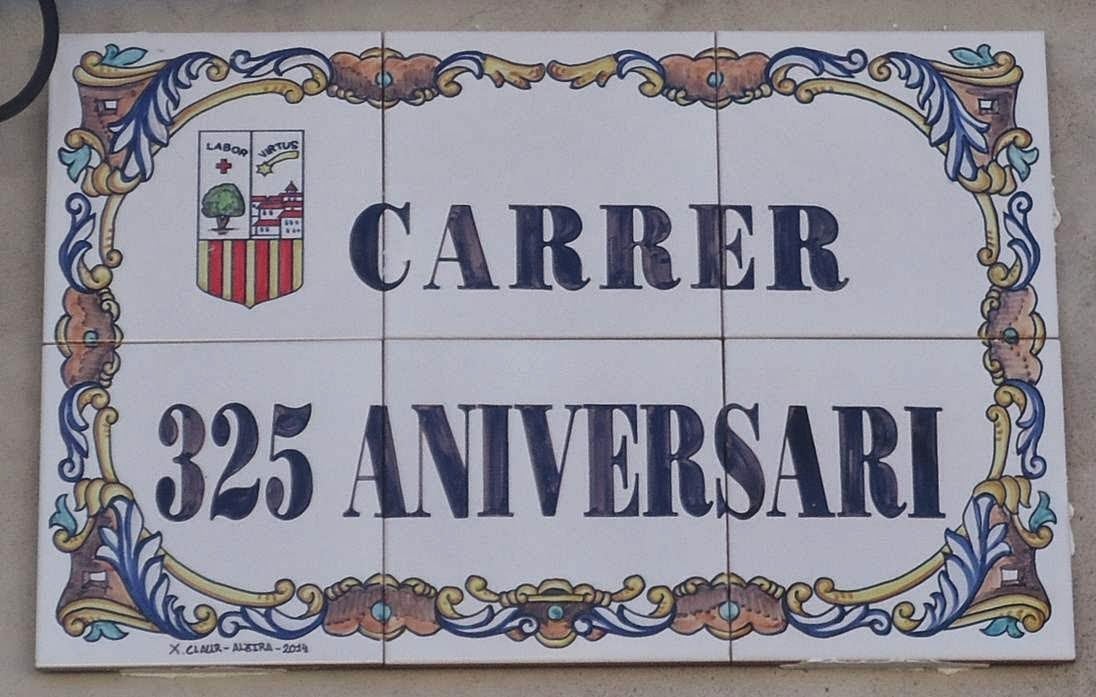 LABOR VIRTUS
CARRER
325 ANIVERSARI
X. CLAUR - ALZIRA - 2014